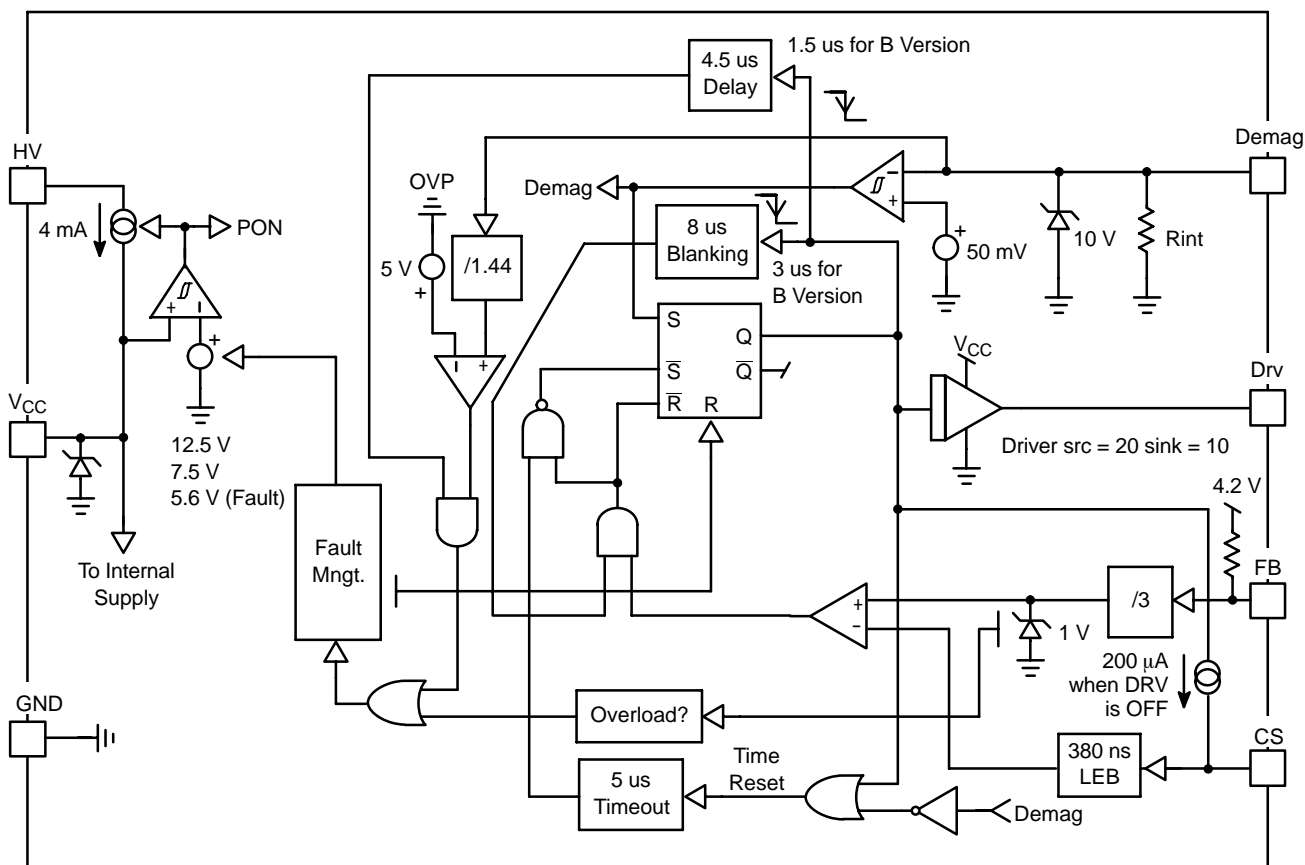 4.5 us
Delay
1.5 us for B Version
HV
Demag
4 mA
PON
OVP
5 V
+
/1.44
Demag
8 us
Blanking
3 us for
B Version
−
+
+
50 mV
10 V
Rint
+
−
+
−
+
S
Q
S
Q
R
R
VCC
Drv
VCC
12.5 V
7.5 V
5.6 V (Fault)
Driver src = 20 sink = 10
4.2 V
To Internal
Supply
Fault
Mngt.
FB
/3
+
−
1 V
200 μA
when DRV
is OFF
GND
Overload?
CS
380 ns
LEB
Time
Reset
5 us
Timeout
Demag